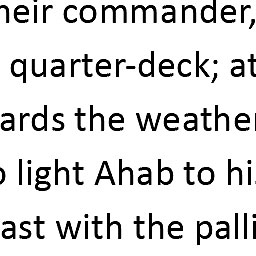 heir commander,
quarter-deck; at
ards the weather
light Ahab to hi
ast with the palli